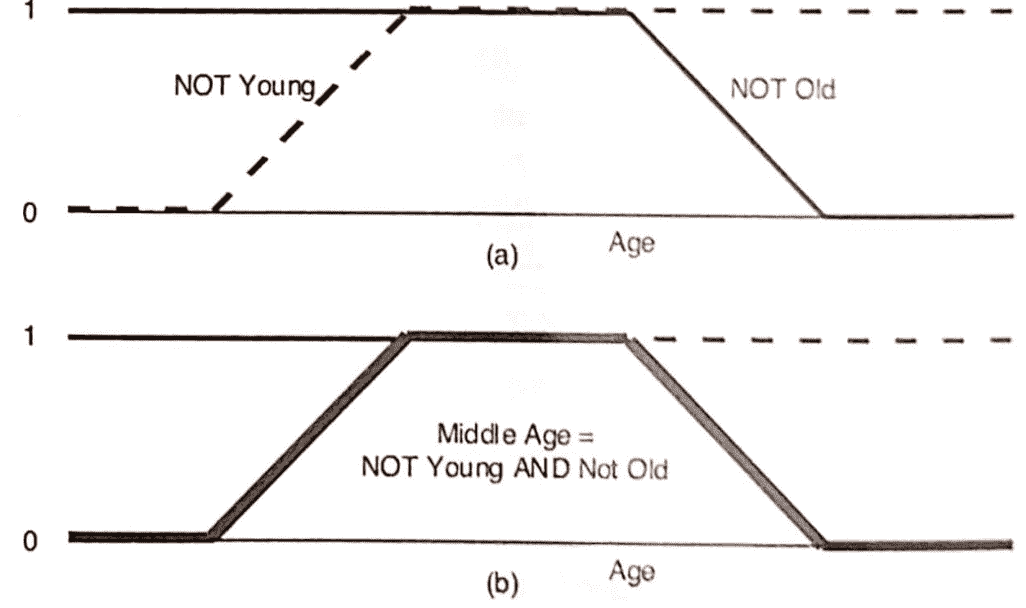 1
NOT Young
NOT Old
0
Age
(a)
1
Middle Age =
NOT Young AND Not Old
0
Age
(b)